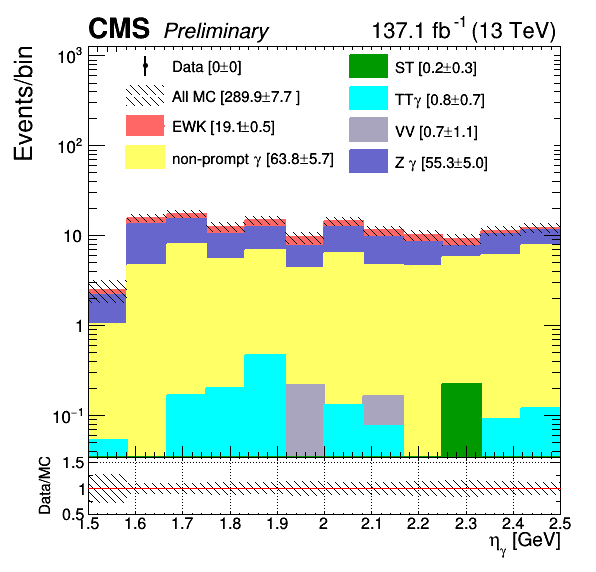 CMS Preliminary 137.1 fb⁻¹ (13 TeV)
Events/bin
10³
10²
10
1
10⁻¹
Data [0±0]
All MC [289.9±7.7 ]
EWK [19.1±0.5]
non-prompt γ [63.8±5.7]
ST [0.2±0.3]
TTγ [0.8±0.7]
VV [0.7±1.1]
Z γ [55.3±5.0]
Data/MC
1.5
1
0.5
1.5 1.6 1.7 1.8 1.9 2 2.1 2.2 2.3 2.4 2.5
η_γ [GeV]